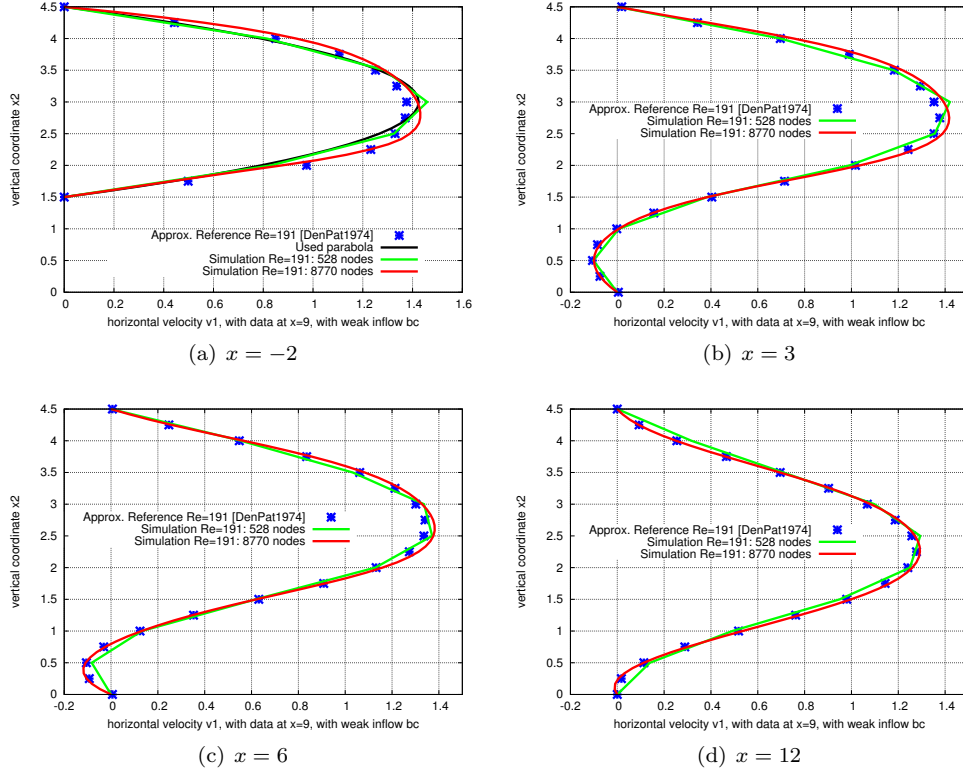 4.5
4
3.5
3
2.5
2
1.5
1
0.5
0
vertical coordinate x2
Approx. Reference Re=191 [DenPat1974]
Used parabola
Simulation Re=191: 528 nodes
Simulation Re=191: 8770 nodes
0 0.2 0.4 0.6 0.8 1 1.2 1.4 1.6
horizontal velocity v1, with data at x=9, with weak inflow bc
(a) x = −2
4.5
4
3.5
3
2.5
2
1.5
1
0.5
0
vertical coordinate x2
Approx. Reference Re=191 [DenPat1974]
Simulation Re=191: 528 nodes
Simulation Re=191: 8770 nodes
-0.2 0 0.2 0.4 0.6 0.8 1 1.2 1.4
horizontal velocity v1, with data at x=9, with weak inflow bc
(b) x = 3
4.5
4
3.5
3
2.5
2
1.5
1
0.5
0
vertical coordinate x2
Approx. Reference Re=191 [DenPat1974]
Simulation Re=191: 528 nodes
Simulation Re=191: 8770 nodes
-0.2 0 0.2 0.4 0.6 0.8 1 1.2 1.4
horizontal velocity v1, with data at x=9, with weak inflow bc
(c) x = 6
4.5
4
3.5
3
2.5
2
1.5
1
0.5
0
vertical coordinate x2
Approx. Reference Re=191 [DenPat1974]
Simulation Re=191: 528 nodes
Simulation Re=191: 8770 nodes
-0.2 0 0.2 0.4 0.6 0.8 1 1.2 1.4
horizontal velocity v1, with data at x=9, with weak inflow bc
(d) x = 12